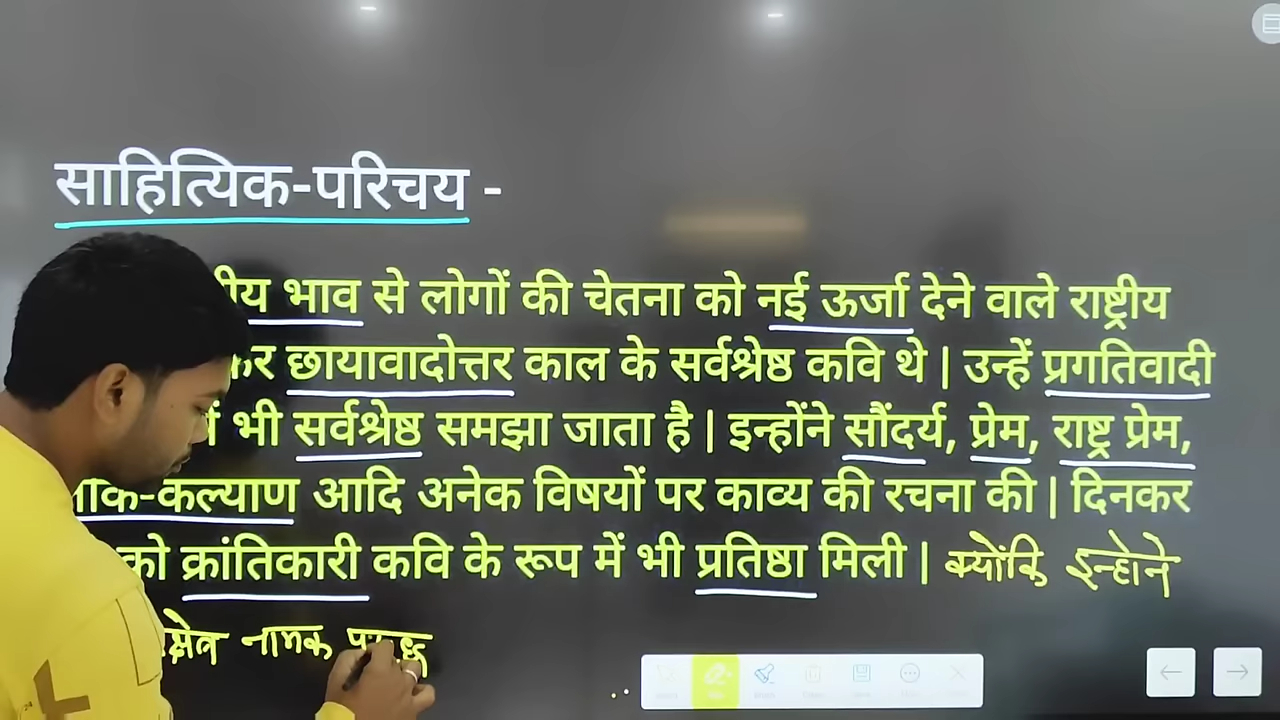 साहित्यिक-परिचय -
भाव से लोगों की चेतना को नई ऊर्जा देने वाले राष्ट्रीय
छायावादोत्तर काल के सर्वश्रेष्ठ कवि थे | उन्हें प्रगतिवादी
भी सर्वश्रेष्ठ समझा जाता है | इन्होंने सौंदर्य, प्रेम, राष्ट्र प्रेम,
कल्याण आदि अनेक विषयों पर काव्य की रचना की | दिनकर
को क्रांतिकारी कवि के रूप में भी प्रतिष्ठा मिली | क्योंकि इन्होने
नामक